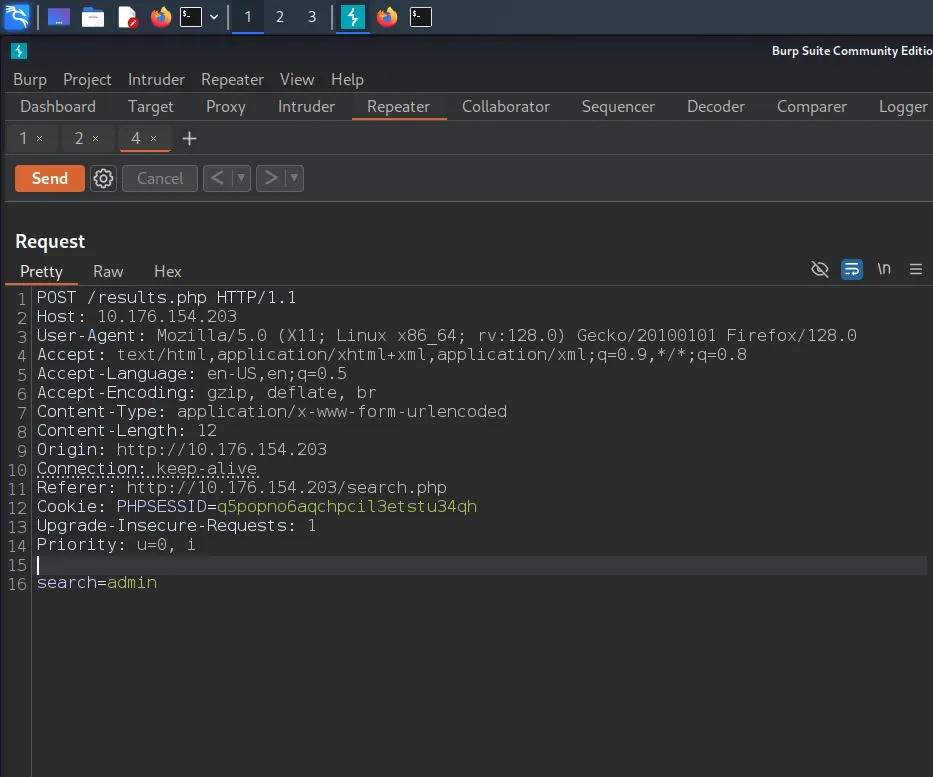 1 2 3
Burp Suite Community Editio
Burp Project Intruder Repeater View Help
Dashboard Target Proxy Intruder Repeater Collaborator Sequencer Decoder Comparer Logger
1 × 2 × 4 × +
Send Cancel < >
Request
Pretty Raw Hex \n
1 POST /results.php HTTP/1.1
2 Host: 10.176.154.203
3 User-Agent: Mozilla/5.0 (X11; Linux x86_64; rv:128.0) Gecko/20100101 Firefox/128.0
4 Accept: text/html,application/xhtml+xml,application/xml;q=0.9,*/*;q=0.8
5 Accept-Language: en-US,en;q=0.5
6 Accept-Encoding: gzip, deflate, br
7 Content-Type: application/x-www-form-urlencoded
8 Content-Length: 12
9 Origin: http://10.176.154.203
10 Connection: keep-alive
11 Referer: http://10.176.154.203/search.php
12 Cookie: PHPSESSID=q5popno6aqchpcil3etstu34qh
13 Upgrade-Insecure-Requests: 1
14 Priority: u=0, i
15
16 search=admin